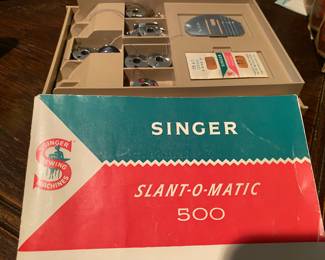 SINGER
SLANT-O-MATIC
500
SINGER
SEWING
MACHINES